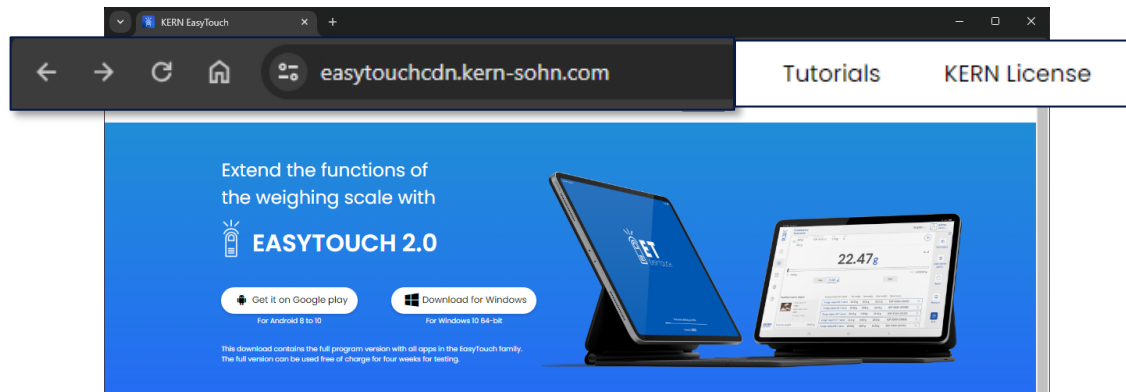 KERN EasyTouch
easytouchcdn.kern-sohn.com
Tutorials
KERN License
Extend the functions of
the weighing scale with
EASYTOUCH 2.0
Get it on Google play
Download for Windows
For Android 8 to 10
For Windows 10 64-bit
This download contains the full program version with all apps in the EasyTouch family.
The full version can be used free of charge for four weeks for testing.
ET
22.47g